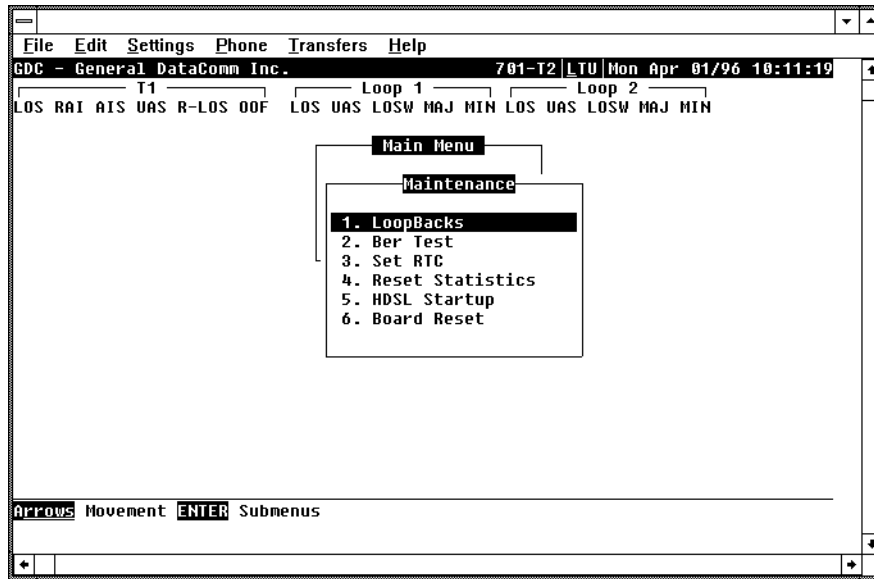 File Edit Settings Phone Transfers Help
GDC - General DataComm Inc. 701-T2|LTU|Mon Apr 01/96 10:11:19
T1 Loop 1 Loop 2
LOS RAI AIS UAS R-LOS OOF LOS UAS LOSW MAJ MIN LOS UAS LOSW MAJ MIN
Main Menu
Maintenance
1. LoopBacks
2. Ber Test
3. Set RTC
4. Reset Statistics
5. HDSL Startup
6. Board Reset
Arrows Movement ENTER Submenus